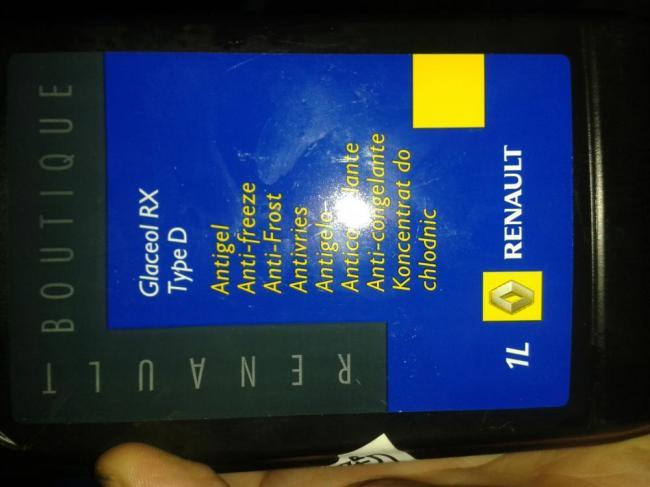 RENAULT
BOUTIQUE
Glaceol RX
Type D
Antigel
Anti-freeze
Anti-Frost
Antivries
Antigelo
Anti-congelante
Koncentrat do
chlodnic
1L
RENAULT